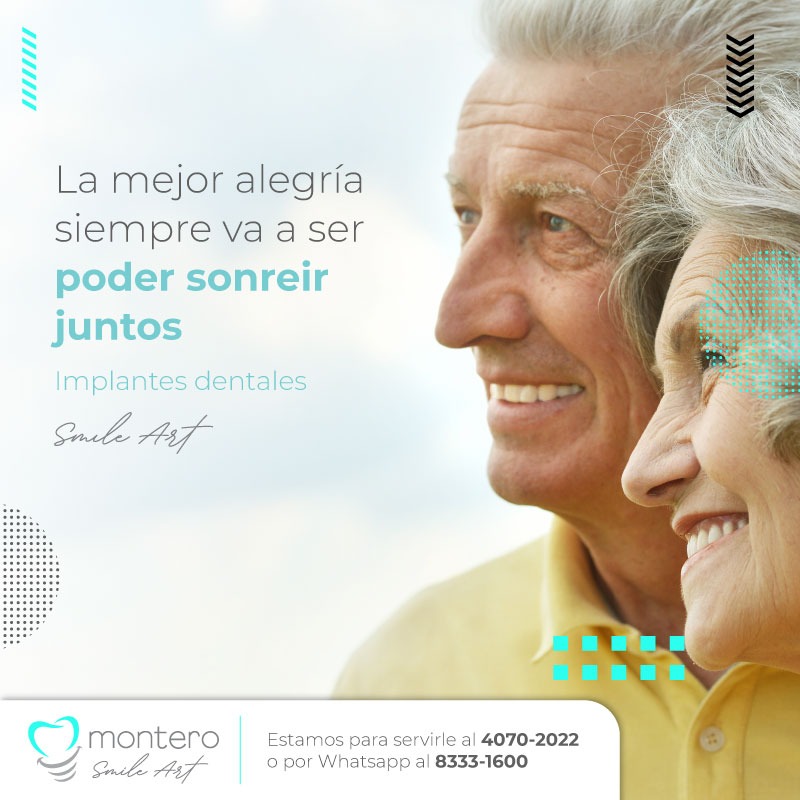 La mejor alegría
siempre va a ser
poder sonreir
juntos
Implantes dentales
Smile Art
montero
Smile Art
Estamos para servirle al 4070-2022
o por Whatsapp al 8333-1600